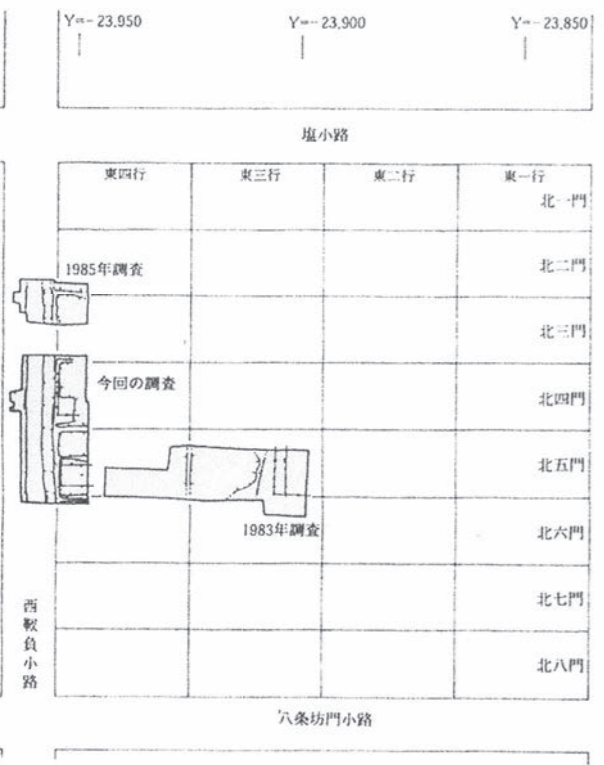 Y=-23,950
Y=-23,900
Y=-23,850
塩小路
東四行
東三行
東二行
東一行
北一門
1985年調査
北二門
北三門
今回の調査
北四門
北五門
1983年調査
北六門
西靫負小路
北七門
北八門
八条坊門小路